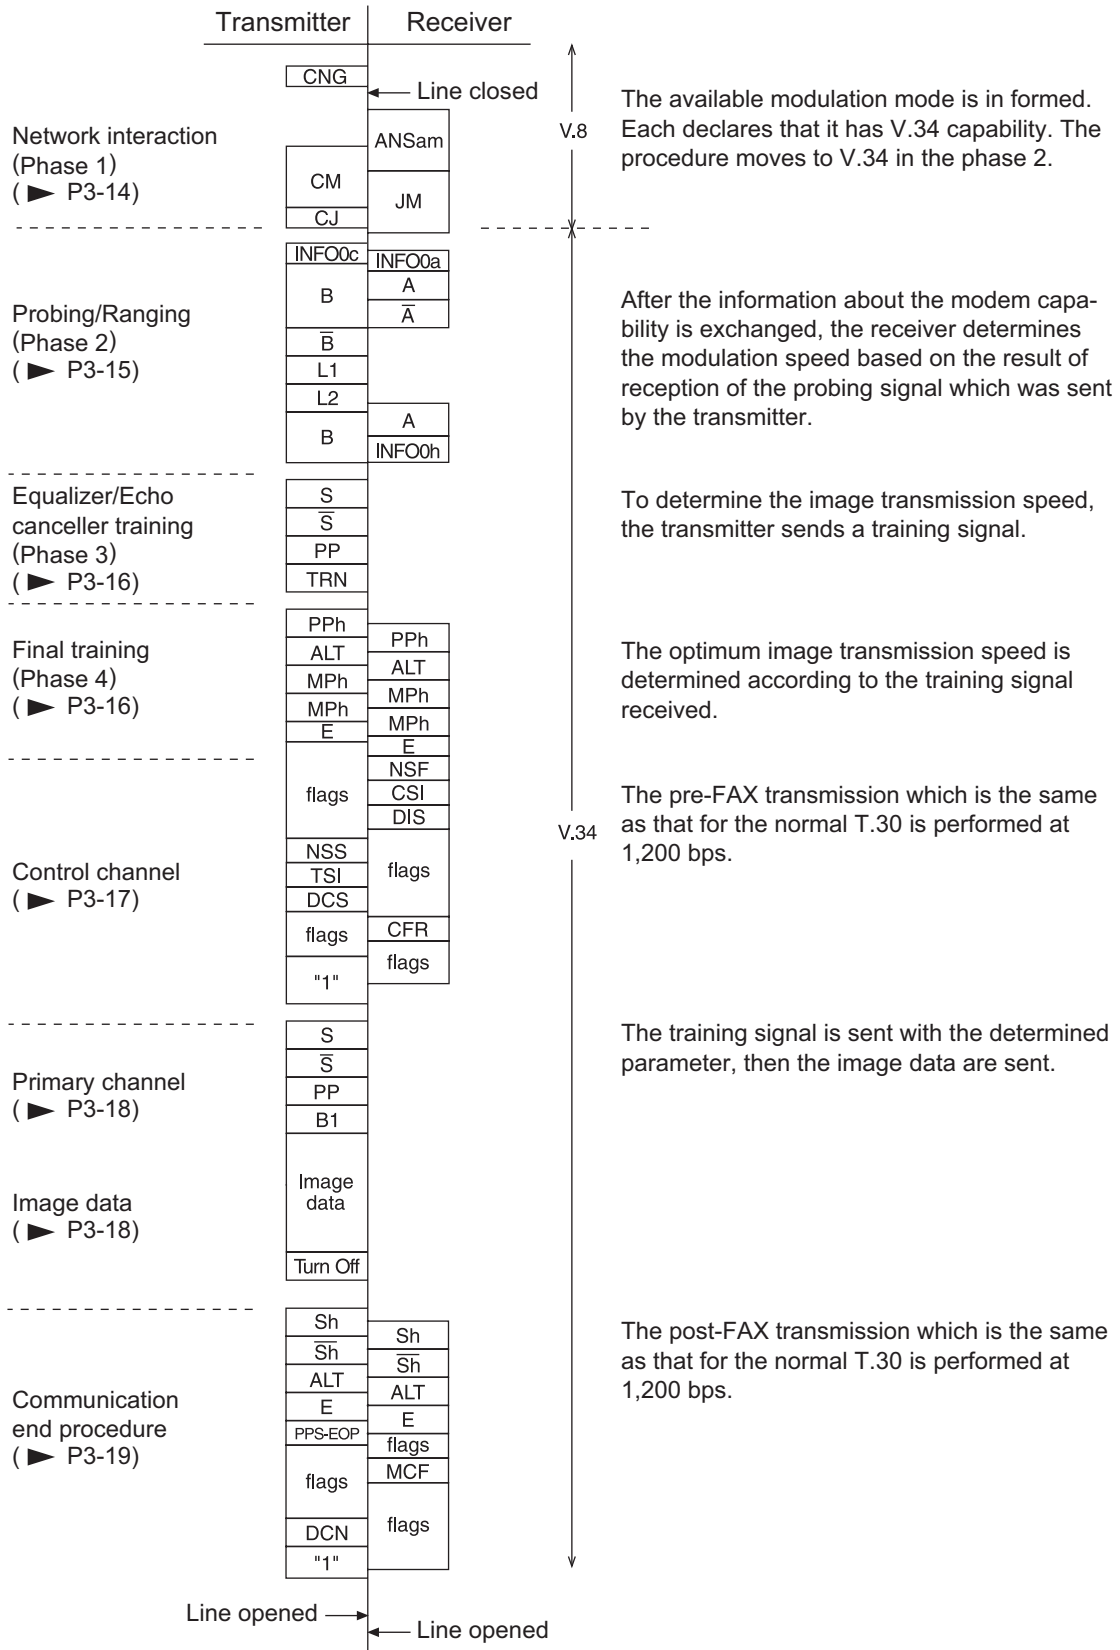 Transmitter
Receiver
CNG
Line closed
V.8
ANSam
CM
JM
CJ
Network interaction
(Phase 1)
( ► P3-14)
The available modulation mode is in formed.
Each declares that it has V.34 capability. The
procedure moves to V.34 in the phase 2.
INFO0c
INFO0a
B
A
A̅
B̅
L1
L2
B
A
INFO0h
Probing/Ranging
(Phase 2)
( ► P3-15)
After the information about the modem capa-
bility is exchanged, the receiver determines
the modulation speed based on the result of
reception of the probing signal which was sent
by the transmitter.
Equalizer/Echo
canceller training
(Phase 3)
( ► P3-16)
S
S̅
PP
TRN
To determine the image transmission speed,
the transmitter sends a training signal.
Final training
(Phase 4)
( ► P3-16)
PPh
ALT
MPh
MPh
E
PPh
ALT
MPh
MPh
E
The optimum image transmission speed is
determined according to the training signal
received.
V.34
Control channel
( ► P3-17)
flags
NSS
TSI
DCS
flags
"1"
NSF
CSI
DIS
flags
CFR
flags
The pre-FAX transmission which is the same
as that for the normal T.30 is performed at
1,200 bps.
Primary channel
( ► P3-18)
S
S̅
PP
B1
The training signal is sent with the determined
parameter, then the image data are sent.
Image data
( ► P3-18)
Image
data
Turn Off
Communication
end procedure
( ► P3-19)
Sh
S̅h̅
ALT
E
PPS-EOP
flags
DCN
"1"
Sh
S̅h̅
ALT
E
flags
MCF
flags
The post-FAX transmission which is the same
as that for the normal T.30 is performed at
1,200 bps.
Line opened
Line opened